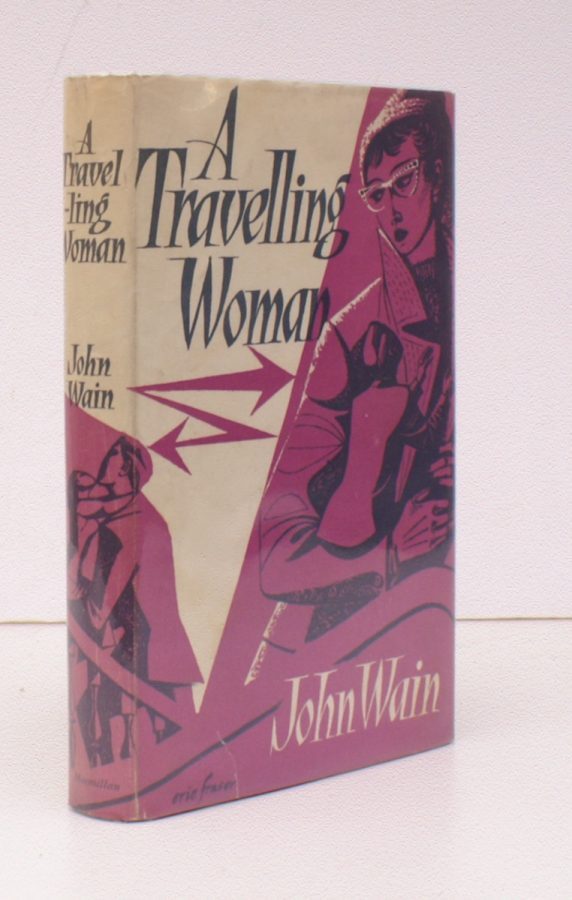 A
Travel
-ling
Woman
John
Wain
Macmillan
A
Travelling
Woman
John Wain
eric fraser